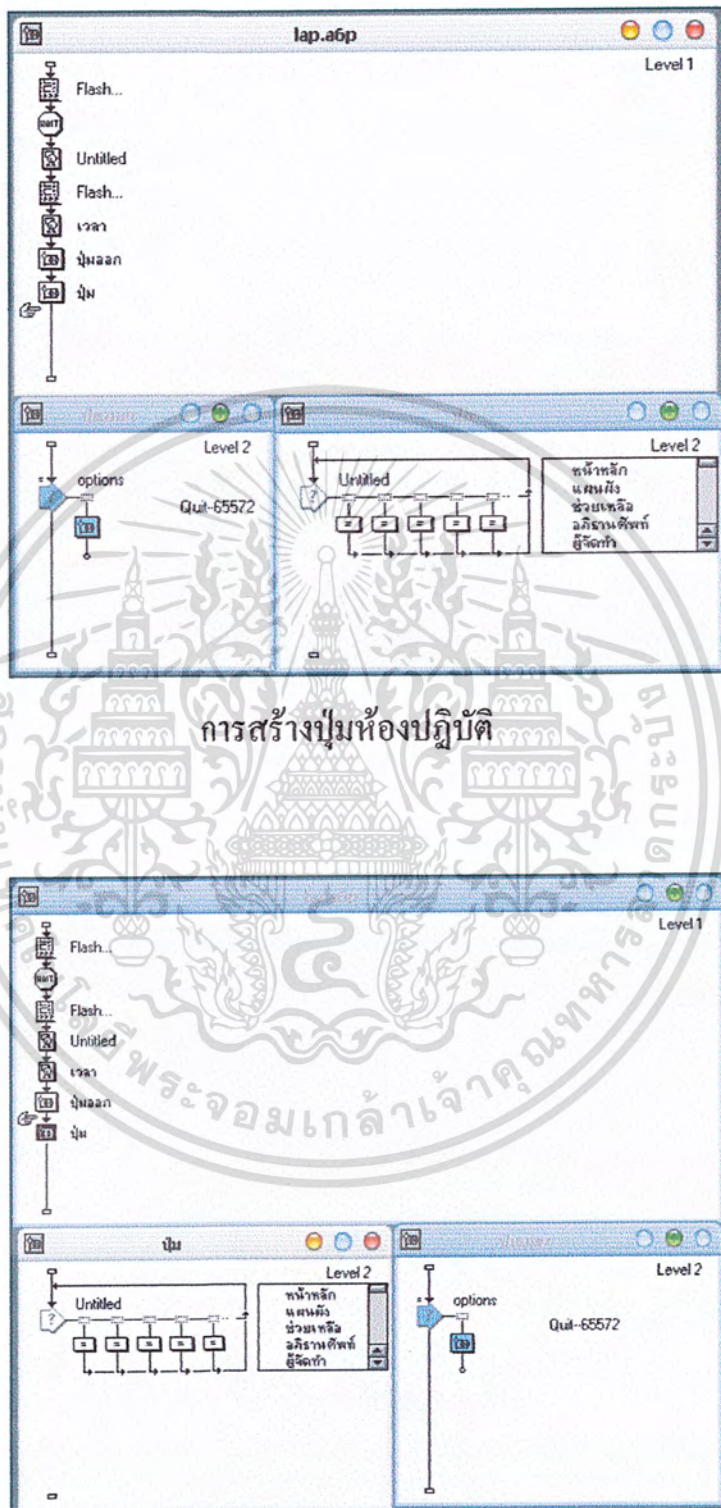 lap.a6p
Level 1
Flash...
WAIT
Untitled
Flash...
เวลา
ปุ่มออก
ปุ่ม
Level 2
options
Quit-65572
Level 2
Untitled
หน้าหลัก
แผนผัง
ช่วยเหลือ
อภิธานศัพท์
ผู้จัดทำ
การสร้างปุ่มห้องปฏิบัติ
Level 1
Flash...
WAIT
Flash...
Untitled
เวลา
ปุ่มออก
ปุ่ม
ปุ่ม
Level 2
Untitled
หน้าหลัก
แผนผัง
ช่วยเหลือ
อภิธานศัพท์
ผู้จัดทำ
Level 2
options
Quit-65572